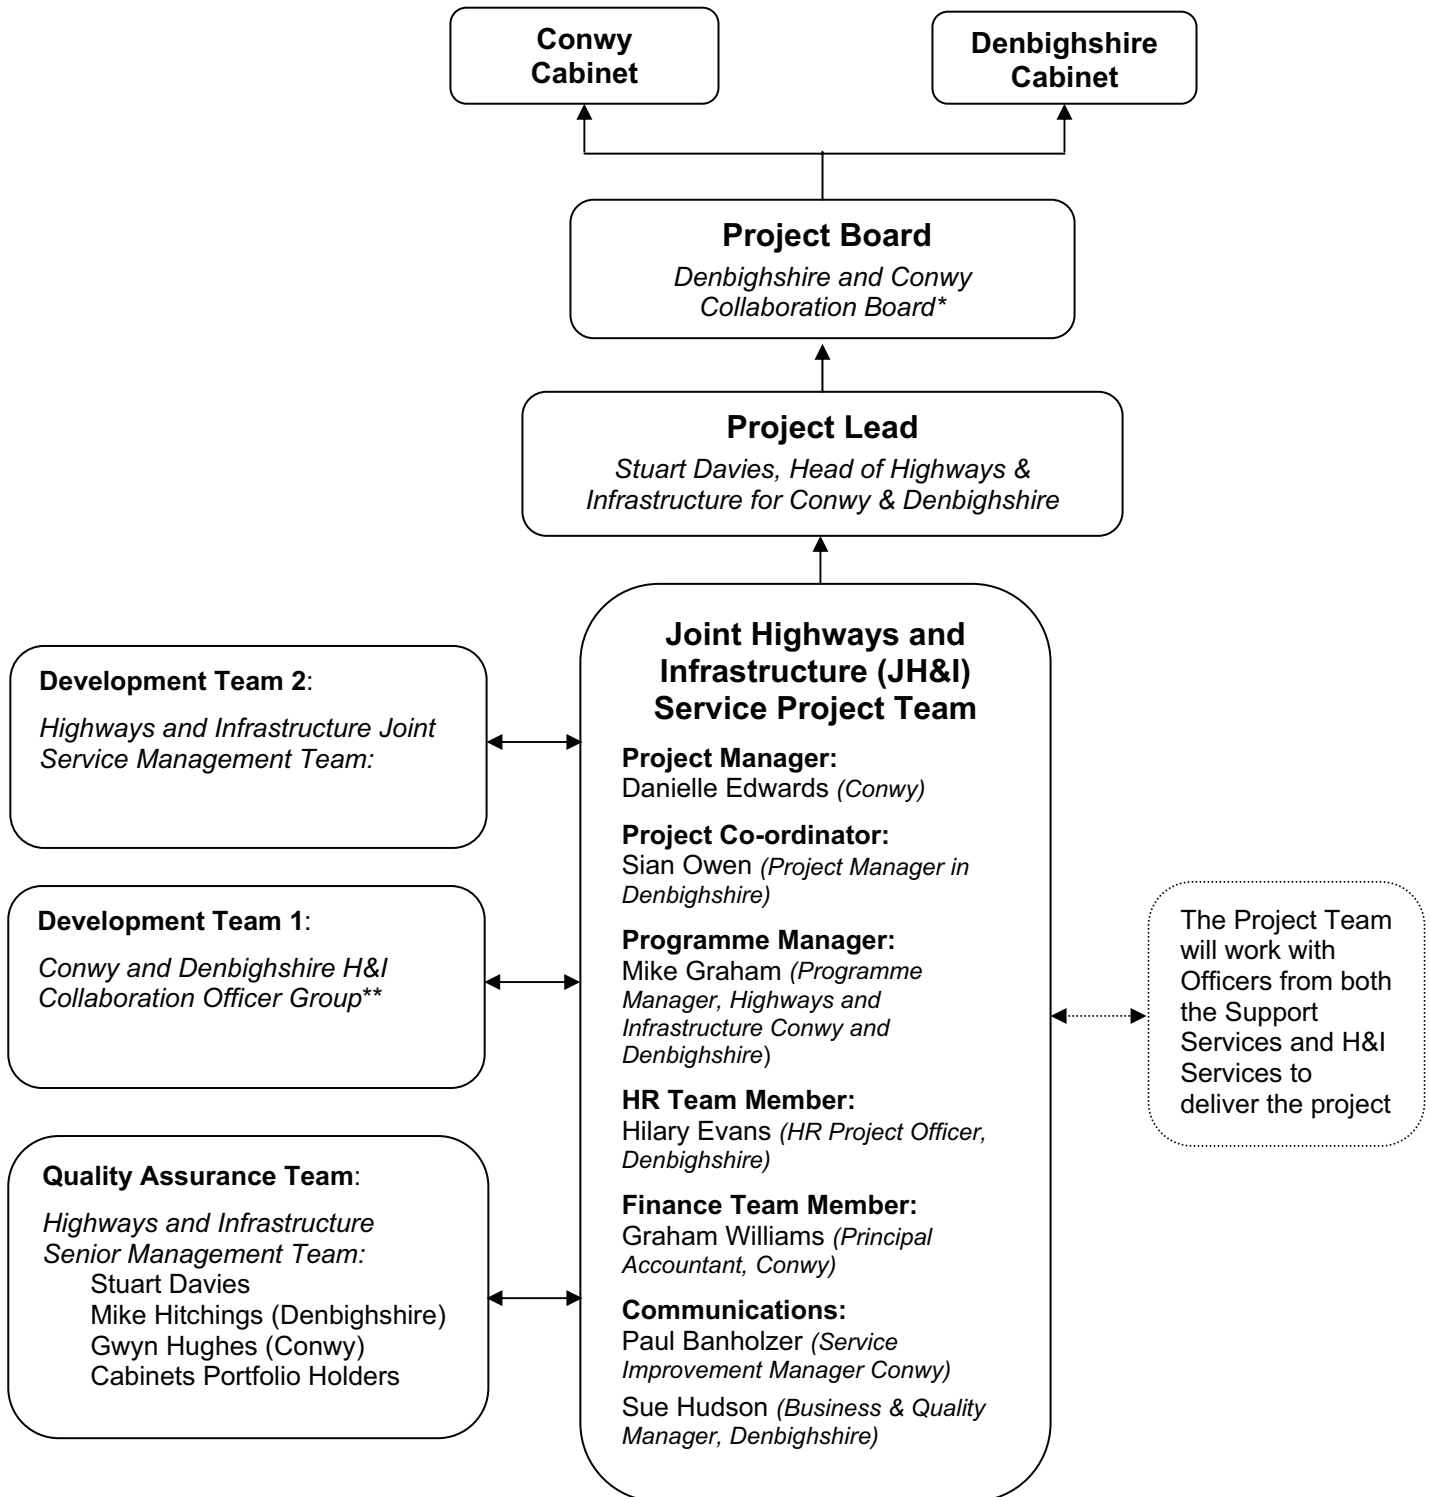 Conwy
Cabinet
Denbighshire
Cabinet
Project Board
Denbighshire and Conwy
Collaboration Board*
Project Lead
Stuart Davies, Head of Highways &
Infrastructure for Conwy & Denbighshire
Joint Highways and
Infrastructure (JH&I)
Service Project Team
Project Manager:
Danielle Edwards (Conwy)
Project Co-ordinator:
Sian Owen (Project Manager in
Denbighshire)
Programme Manager:
Mike Graham (Programme
Manager, Highways and
Infrastructure Conwy and
Denbighshire)
HR Team Member:
Hilary Evans (HR Project Officer,
Denbighshire)
Finance Team Member:
Graham Williams (Principal
Accountant, Conwy)
Communications:
Paul Banholzer (Service
Improvement Manager Conwy)
Sue Hudson (Business & Quality
Manager, Denbighshire)
Development Team 2:
Highways and Infrastructure Joint
Service Management Team:
Development Team 1:
Conwy and Denbighshire H&I
Collaboration Officer Group**
Quality Assurance Team:
Highways and Infrastructure
Senior Management Team:
Stuart Davies
Mike Hitchings (Denbighshire)
Gwyn Hughes (Conwy)
Cabinets Portfolio Holders
The Project Team
will work with
Officers from both
the Support
Services and H&I
Services to
deliver the project